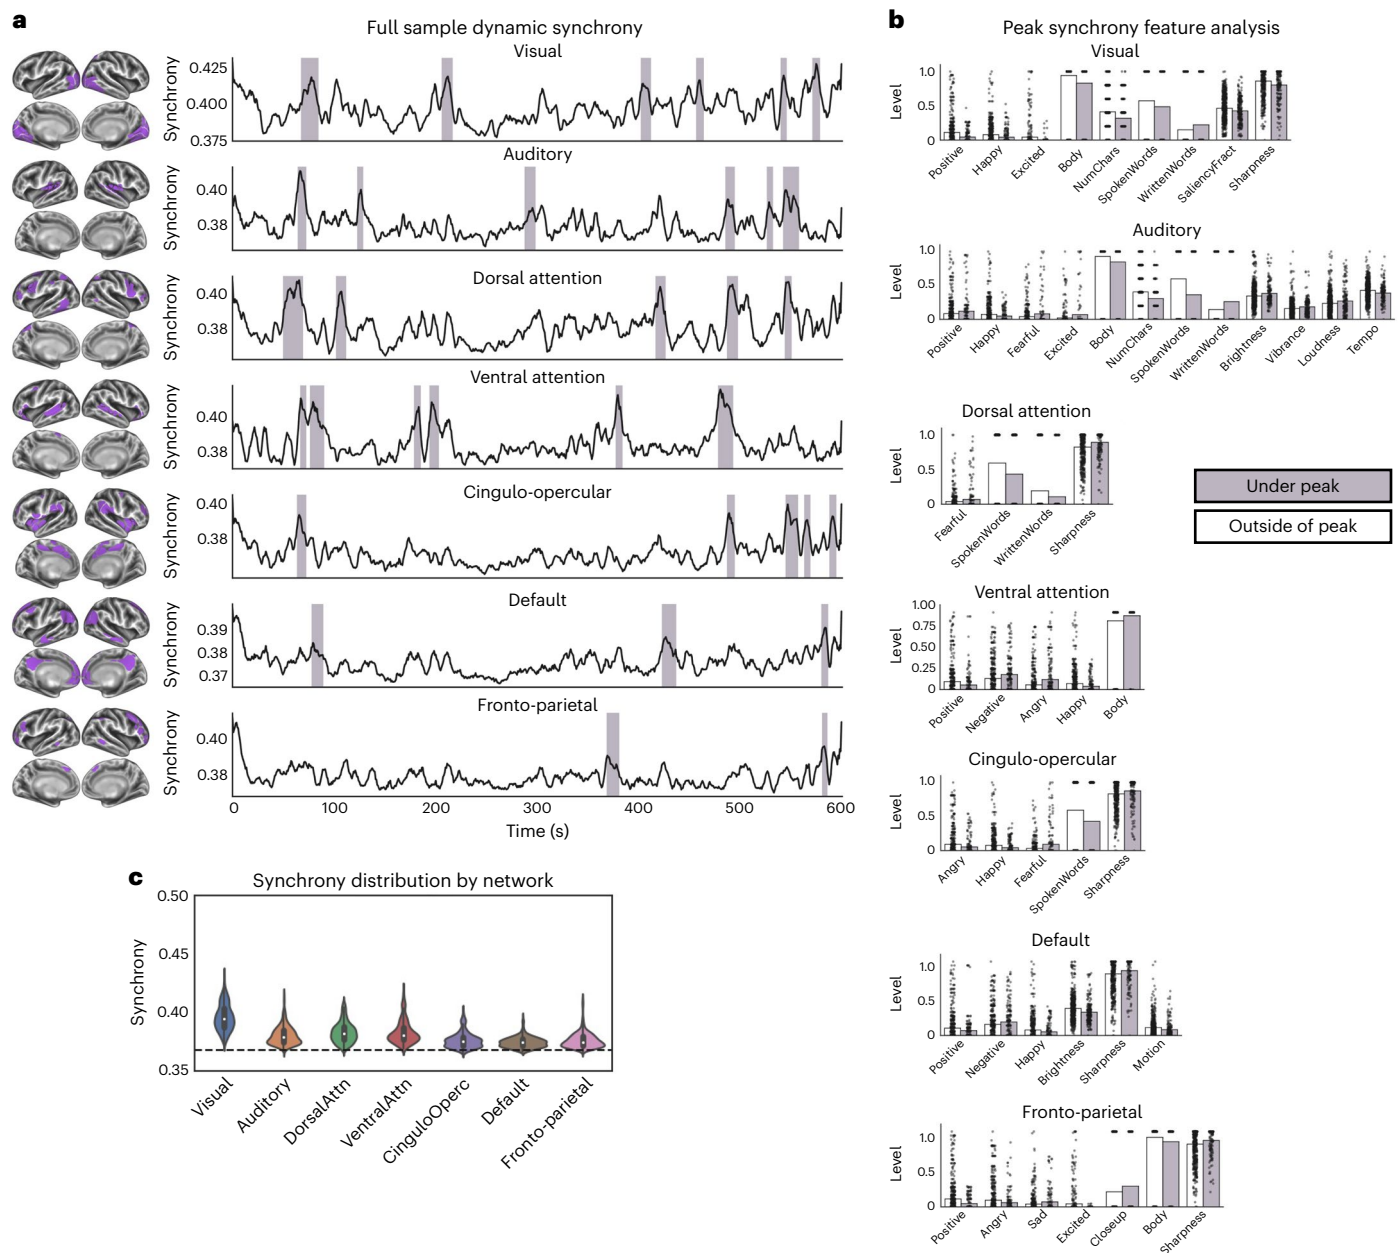 a
Full sample dynamic synchrony
Visual
Synchrony
0.425
0.400
0.375
Auditory
Synchrony
0.40
0.38
Dorsal attention
Synchrony
0.40
0.38
Ventral attention
Synchrony
0.40
0.38
Cingulo-opercular
Synchrony
0.40
0.38
Default
Synchrony
0.39
0.38
0.37
Fronto-parietal
Synchrony
0.40
0.38
0 100 200 300 400 500 600
Time (s)
b
Peak synchrony feature analysis
Visual
Level
1.0
0.5
0
Positive Happy Excited Body NumChars SpokenWords WrittenWords SaliencyFract Sharpness
Auditory
Level
1.0
0.5
0
Positive Happy Fearful Excited Body NumChars SpokenWords WrittenWords Brightness Vibrance Loudness Tempo
Dorsal attention
Level
1.0
0.5
0
Fearful SpokenWords WrittenWords Sharpness
Under peak
Outside of peak
Ventral attention
Level
1.00
0.75
0.50
0.25
0
Positive Negative Angry Happy Body
Cingulo-opercular
Level
1.0
0.5
0
Angry Happy Fearful SpokenWords Sharpness
Default
Level
1.0
0.5
0
Positive Negative Happy Brightness Sharpness Motion
Fronto-parietal
Level
1.0
0.5
0
Positive Angry Sad Excited Closeup Body Sharpness
c
Synchrony distribution by network
Synchrony
0.50
0.45
0.40
0.35
Visual Auditory DorsalAttn VentralAttn CinguloOperc Default Fronto-parietal